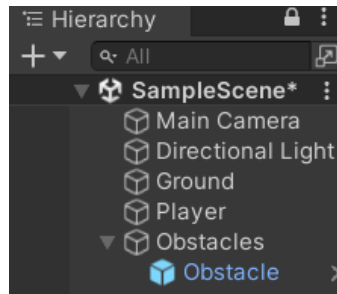 Hierarchy
All
SampleScene*
Main Camera
Directional Light
Ground
Player
Obstacles
Obstacle